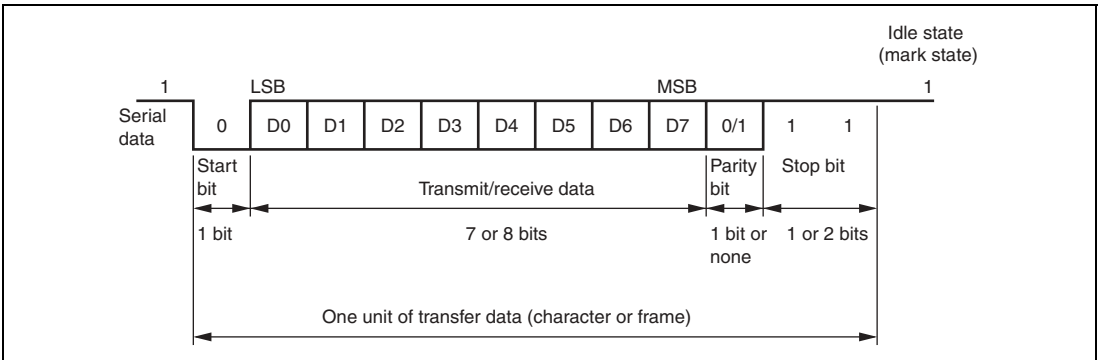 Idle state
(mark state)
1 LSB MSB 1
Serial
data
0 D0 D1 D2 D3 D4 D5 D6 D7 0/1 1 1
Start
bit
Transmit/receive data
Parity
bit
Stop bit
1 bit
7 or 8 bits
1 bit or
none
1 or 2 bits
One unit of transfer data (character or frame)